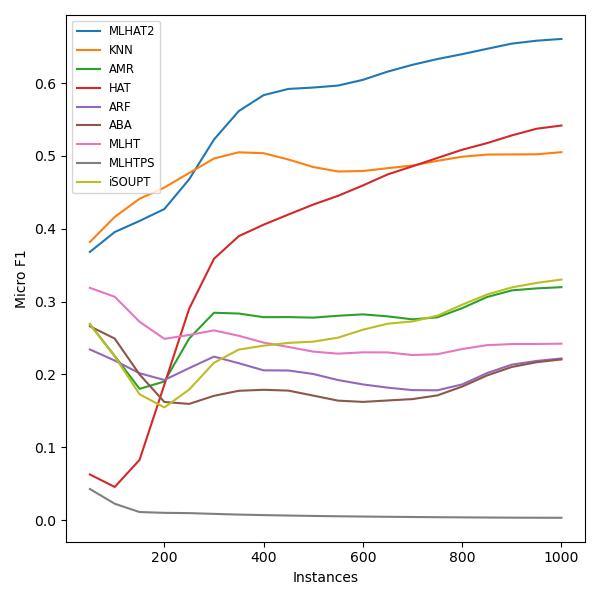 MLHAT2
KNN
AMR
HAT
ARF
ABA
MLHT
MLHTPS
iSOUPT
0.6
0.5
0.4
0.3
0.2
0.1
0.0
Micro F1
200 400 600 800 1000
Instances